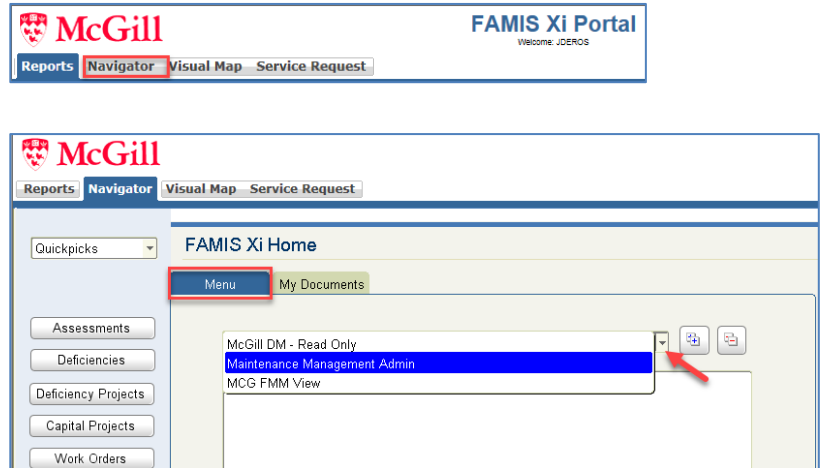 McGill
FAMIS Xi Portal
Welcome: JDEROS
Reports Navigator Visual Map Service Request
McGill
Reports Navigator Visual Map Service Request
Quickpicks
FAMIS Xi Home
Menu My Documents
Assessments
Deficiencies
Deficiency Projects
Capital Projects
Work Orders
McGill DM - Read Only
Maintenance Management Admin
MCG FMM View